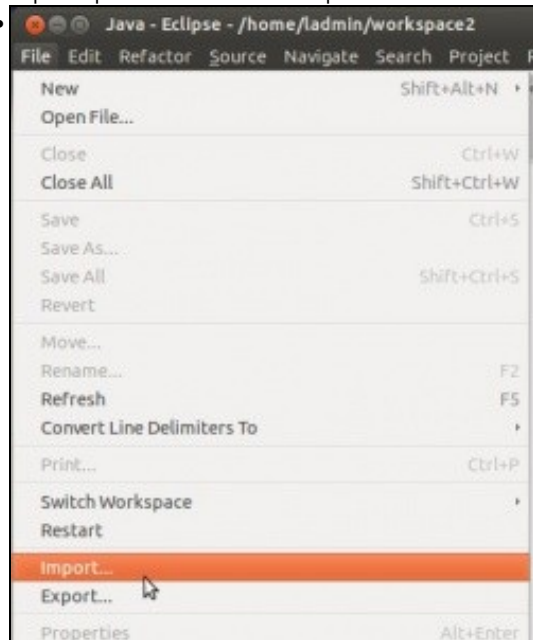 Java - Eclipse - /home/ladmin/workspace2
File Edit Refactor Source Navigate Search Project
New Shift+Alt+N
Open File...
Close Ctrl+W
Close All Shift+Ctrl+W
Save Ctrl+S
Save As...
Save All Shift+Ctrl+S
Revert
Move...
Rename... F2
Refresh F5
Convert Line Delimiters To
Print... Ctrl+P
Switch Workspace
Restart
Import...
Export...
Properties Alt+Enter